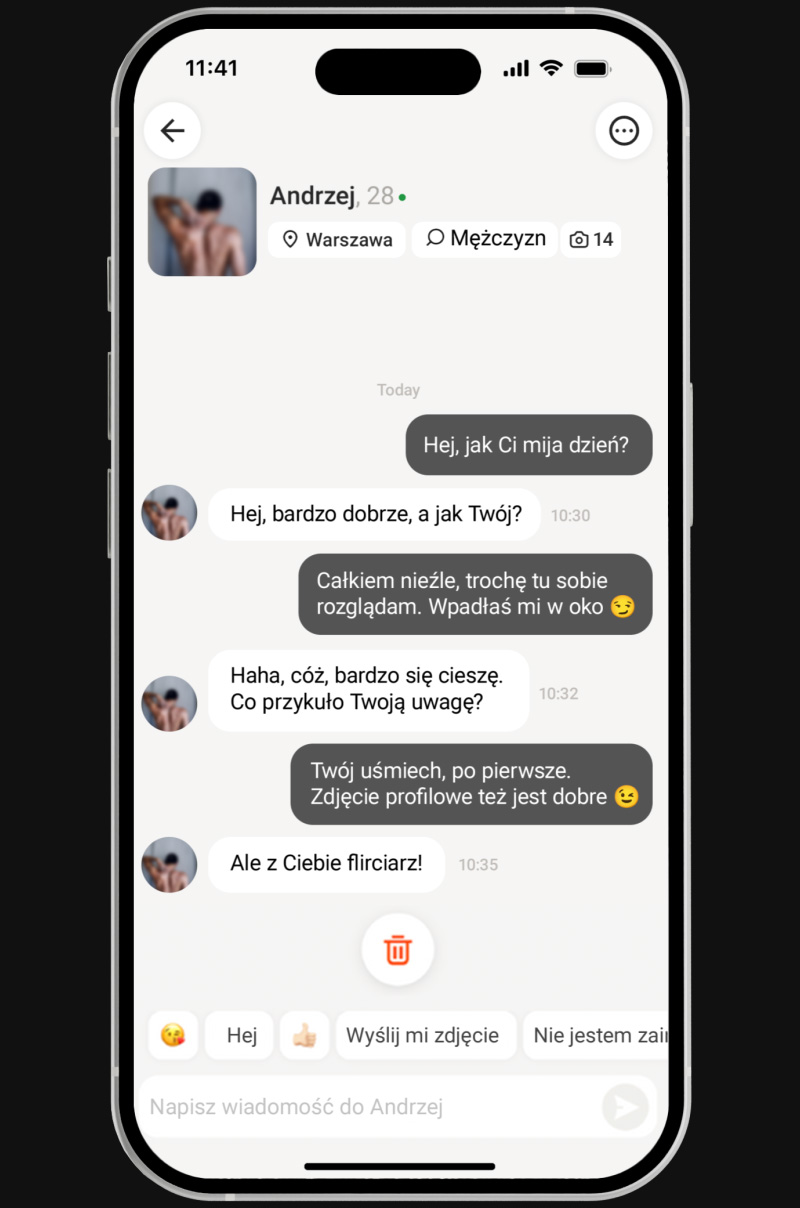 11:41
Andrzej, 28
Warszawa
Mężczyzn
14
Today
Hej, jak Ci mija dzień?
Hej, bardzo dobrze, a jak Twój?
10:30
Całkiem nieźle, trochę tu sobie
rozglądam. Wpadłaś mi w oko 😏
Haha, cóż, bardzo się cieszę.
Co przykuło Twoją uwagę?
10:32
Twój uśmiech, po pierwsze.
Zdjęcie profilowe też jest dobre 😉
Ale z Ciebie flirciarz!
10:35
😘
Hej
👍🏻
Wyślij mi zdjęcie
Nie jestem zai
Napisz wiadomość do Andrzej